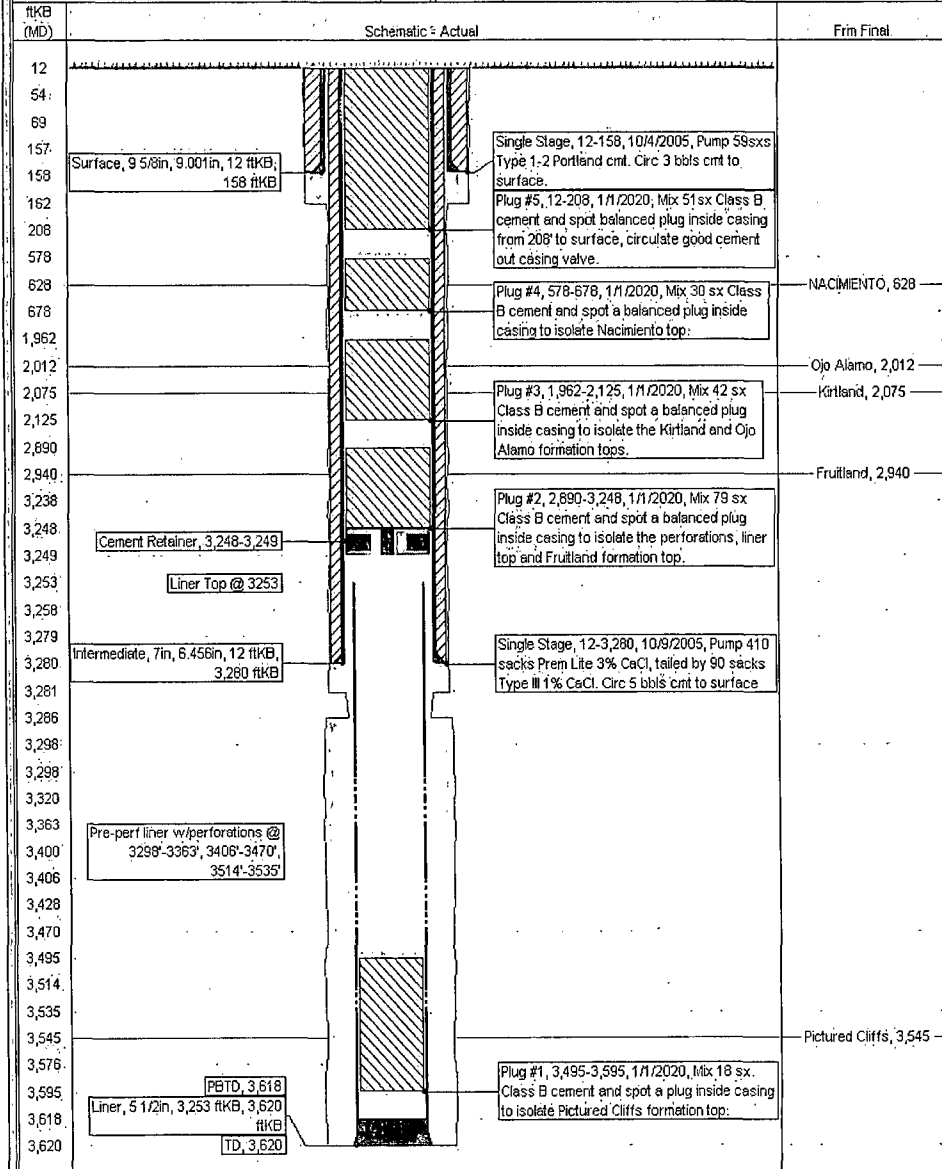 ftKB
(MD)
Schematic - Actual
Frm Final
12
54
69
157
158
162
208
578
628
678
1,962
2,012
2,075
2,125
2,890
2,940
3,238
3,248
3,249
3,253
3,258
3,279
3,280
3,281
3,286
3,298
3,298
3,320
3,363
3,400
3,406
3,428
3,470
3,495
3,514
3,535
3,545
3,576
3,595
3,618
3,620
Surface, 9 5/8in, 9.001in, 12 ftKB,
158 ftKB
Single Stage, 12-158, 10/4/2005, Pump 59sxs
Type 1-2 Portland cmt. Circ 3 bbls cmt to
surface.
Plug #5, 12-208, 1/1/2020, Mix 51sx Class B
cement and spot balanced plug inside casing
from 208' to surface, circulate good cement
out casing valve.
NACIMIENTO, 628
Plug #4, 578-678, 1/1/2020, Mix 30 sx Class
B cement and spot a balanced plug inside
casing to isolate Nacimiento top.
Ojo Alamo, 2,012
Kirtland, 2,075
Plug #3, 1,962-2,125, 1/1/2020, Mix 42 sx
Class B cement and spot a balanced plug
inside casing to isolate the Kirtland and Ojo
Alamo formation tops.
Fruitland, 2,940
Plug #2, 2,890-3,248, 1/1/2020, Mix 79 sx
Class B cement and spot a balanced plug
inside casing to isolate the perforations, liner
top and Fruitland formation top.
Cement Retainer, 3,248-3,249
Liner Top @ 3253
Intermediate, 7in, 6.456in, 12 ftKB,
3,280 ftKB
Single Stage, 12-3,280, 10/9/2005, Pump 410
sacks Prem Lite 3% CaCl, tailed by 90 sacks
Type III 1% CaCl. Circ 5 bbls cmt to surface
Pre-perf liner w/perforations @
3298'-3363', 3406'-3470',
3514'-3535'
Pictured Cliffs, 3,545
Plug #1, 3,495-3,595, 1/1/2020, Mix 18 sx.
Class B cement and spot a plug inside casing
to isolate Pictured Cliffs formation top.
PBTD, 3,618
Liner, 5 1/2in, 3,253 ftKB, 3,620
ftKB
TD, 3,620